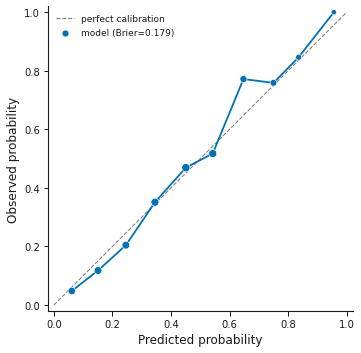 perfect calibration
model (Brier=0.179)
1.0
0.8
0.6
0.4
0.2
0.0
Observed probability
0.0 0.2 0.4 0.6 0.8 1.0
Predicted probability